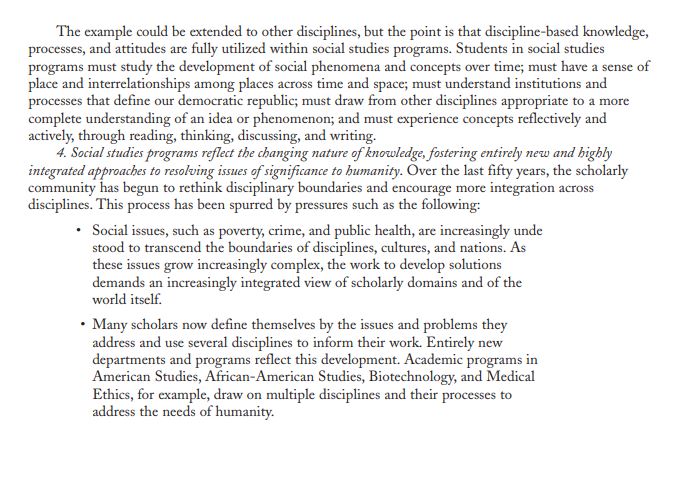 The example could be extended to other disciplines, but the point is that discipline-based knowledge,
processes, and attitudes are fully utilized within social studies programs. Students in social studies
programs must study the development of social phenomena and concepts over time; must have a sense of
place and interrelationships among places across time and space; must understand institutions and
processes that define our democratic republic; must draw from other disciplines appropriate to a more
complete understanding of an idea or phenomenon; and must experience concepts reflectively and
actively, through reading, thinking, discussing, and writing.
4. Social studies programs reflect the changing nature of knowledge, fostering entirely new and highly
integrated approaches to resolving issues of significance to humanity. Over the last fifty years, the scholarly
community has begun to rethink disciplinary boundaries and encourage more integration across
disciplines. This process has been spurred by pressures such as the following:
• Social issues, such as poverty, crime, and public health, are increasingly unde
stood to transcend the boundaries of disciplines, cultures, and nations. As
these issues grow increasingly complex, the work to develop solutions
demands an increasingly integrated view of scholarly domains and of the
world itself.
• Many scholars now define themselves by the issues and problems they
address and use several disciplines to inform their work. Entirely new
departments and programs reflect this development. Academic programs in
American Studies, African-American Studies, Biotechnology, and Medical
Ethics, for example, draw on multiple disciplines and their processes to
address the needs of humanity.